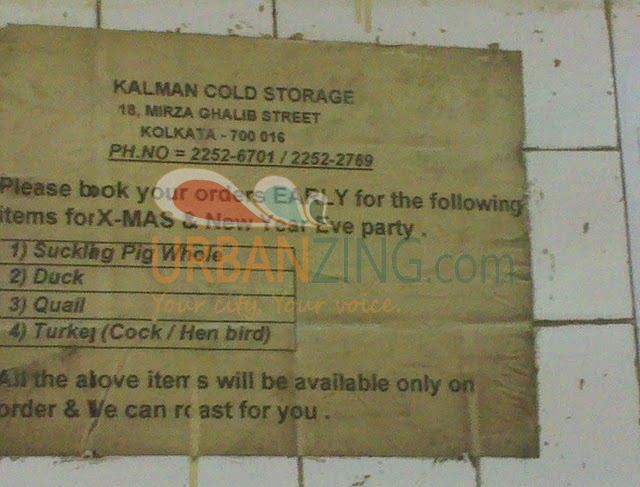 KALMAN COLD STORAGE
18, MIRZA GHALIB STREET
KOLKATA - 700 016
PH.NO = 2252-6701 / 2252-2769
Please book your orders EARLY for the following
items for X-MAS & New Year Eve party .
1) Suckling Pig Whole
2) Duck
3) Quail
4) Turkey (Cock / Hen bird)
All the above items will be available only on
order & We can roast for you .
URBANZING.com
Your city. Your voice...